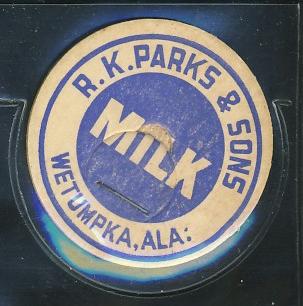 R. K. PARKS & SONS
MILK
WETUMPKA, ALA: